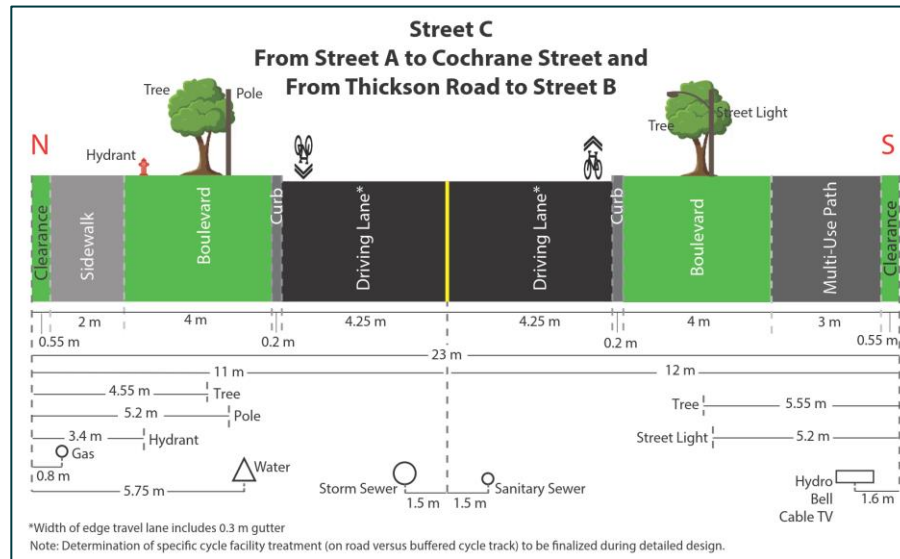 Street C
From Street A to Cochrane Street and
From Thickson Road to Street B
Tree
Pole
Hydrant
N
Tree
Street Light
S
Clearance
Sidewalk
Boulevard
Curb
Driving Lane*
Driving Lane*
Curb
Boulevard
Multi-Use Path
Clearance
2 m
4 m
4.25 m
4.25 m
4 m
3 m
0.55 m
0.2 m
0.2 m
0.55 m
23 m
11 m
12 m
4.55 m
Tree
Tree
5.55 m
5.2 m
Pole
3.4 m
Hydrant
Street Light
5.2 m
Gas
0.8 m
Water
5.75 m
Storm Sewer
1.5 m
1.5 m
Sanitary Sewer
Hydro
Bell
Cable TV
1.6 m
*Width of edge travel lane includes 0.3 m gutter
Note: Determination of specific cycle facility treatment (on road versus buffered cycle track) to be finalized during detailed design.